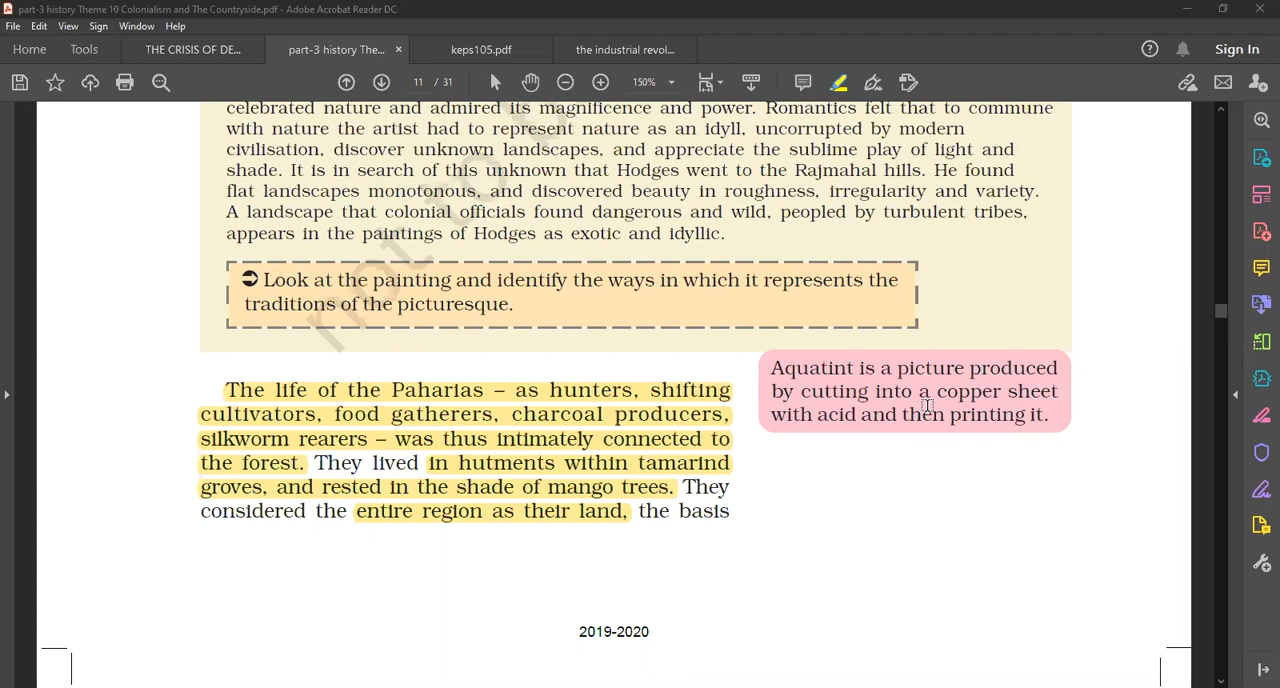 part-3 history Theme 10 Colonialism and The Countryside.pdf - Adobe Acrobat Reader DC
File Edit View Sign Window Help
Home Tools THE CRISIS OF DE... part-3 history The... × keps105.pdf the industrial revol... Sign In
11 / 31 150%
celebrated nature and admired its magnificence and power. Romantics felt that to commune
with nature the artist had to represent nature as an idyll, uncorrupted by modern
civilisation, discover unknown landscapes, and appreciate the sublime play of light and
shade. It is in search of this unknown that Hodges went to the Rajmahal hills. He found
flat landscapes monotonous, and discovered beauty in roughness, irregularity and variety.
A landscape that colonial officials found dangerous and wild, peopled by turbulent tribes,
appears in the paintings of Hodges as exotic and idyllic.
not to b
➲ Look at the painting and identify the ways in which it represents the
traditions of the picturesque.
Aquatint is a picture produced
by cutting into a copper sheet
with acid and then printing it.
The life of the Paharias – as hunters, shifting
cultivators, food gatherers, charcoal producers,
silkworm rearers – was thus intimately connected to
the forest. They lived in hutments within tamarind
groves, and rested in the shade of mango trees. They
considered the entire region as their land, the basis
2019-2020